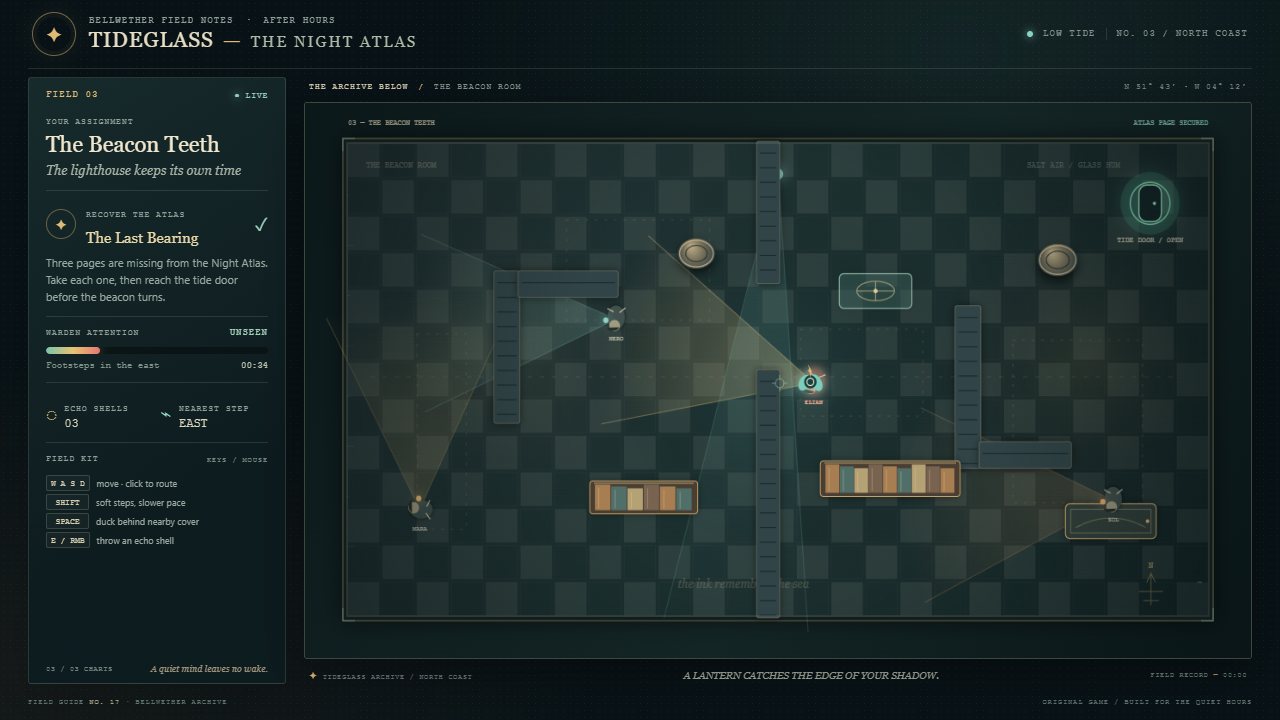 BELLWETHER FIELD NOTES · AFTER HOURS
TIDEGLASS — THE NIGHT ATLAS
LOW TIDE
NO. 03 / NORTH COAST
FIELD 03
LIVE
YOUR ASSIGNMENT
The Beacon Teeth
The lighthouse keeps its own time
RECOVER THE ATLAS
The Last Bearing
Three pages are missing from the Night Atlas.
Take each one, then reach the tide door
before the beacon turns.
WARDEN ATTENTION
UNSEEN
Footsteps in the east
00:34
ECHO SHELLS
03
NEAREST STEP
EAST
FIELD KIT
KEYS / MOUSE
W A S D move · click to route
SHIFT soft steps, slower pace
SPACE duck behind nearby cover
E / RMB throw an echo shell
03 / 03 CHARTS
A quiet mind leaves no wake.
THE ARCHIVE BELOW / THE BEACON ROOM
N 51° 43′ · W 04° 12′
03 — THE BEACON TEETH
ATLAS PAGE SECURED
THE BEACON ROOM
SALT AIR / GLASS HUM
TIDE DOOR / OPEN
NERO
ELIAN
MARA
SOL
the ink rememb he sea
N
TIDEGLASS ARCHIVE / NORTH COAST
A LANTERN CATCHES THE EDGE OF YOUR SHADOW.
FIELD RECORD — 00:00
FIELD GUIDE NO. 17 · BELLWETHER ARCHIVE
ORIGINAL GAME / BUILT FOR THE QUIET HOURS